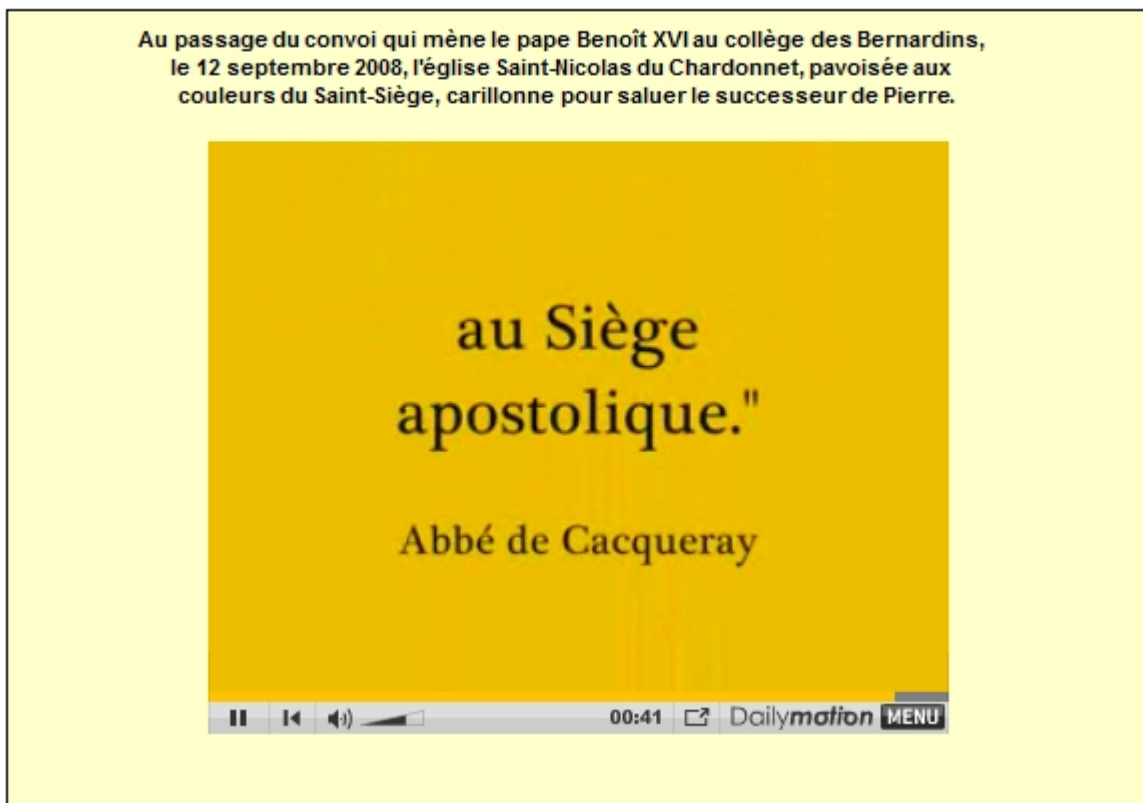 Au passage du convoi qui mène le pape Benoît XVI au collège des Bernardins,
le 12 septembre 2008, l'église Saint-Nicolas du Chardonnet, pavoisée aux
couleurs du Saint-Siège, carillonne pour saluer le successeur de Pierre.
au Siège
apostolique."
Abbé de Cacqueray
00:41 Dailymotion MENU